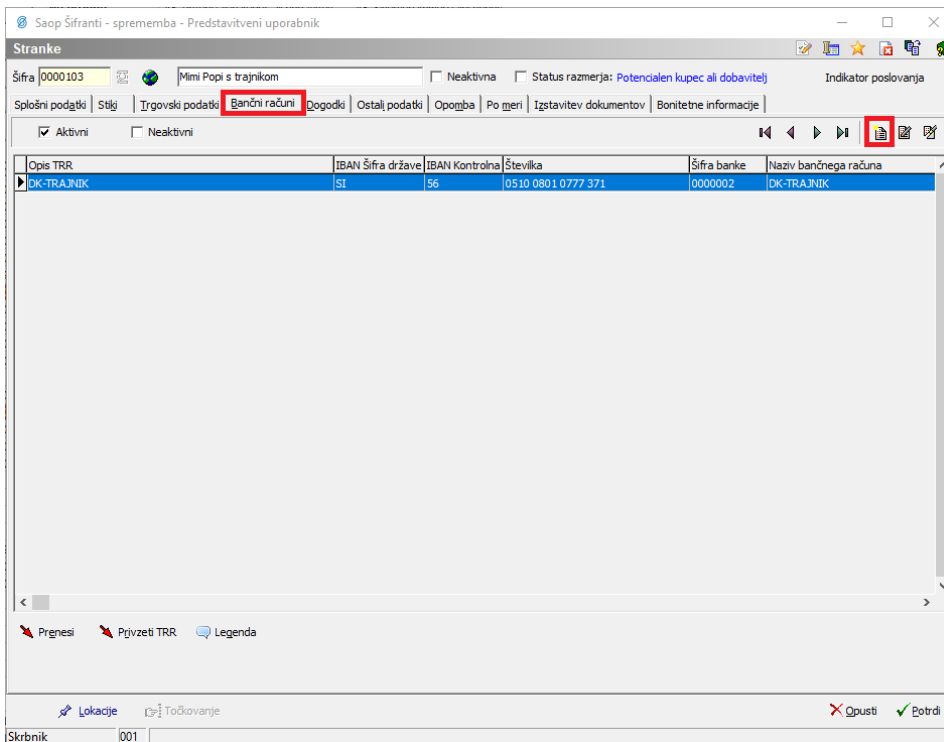 Saop Šifranti - sprememba - Predstavitveni uporabnik
Stranke
Šifra 0000103 Mimi Popi s trajnikom Neaktivna Status razmerja: Potencialen kupec ali dobavitelj Indikator poslovanja
Splošni podatki Stiki Trgovski podatki Bančni računi Dogodki Ostali podatki Opomba Po meri Izstavitev dokumentov Bonitetne informacije
Aktivni Neaktivni
Opis TRR IBAN Šifra države IBAN Kontrolna Številka Šifra banke Naziv bančnega računa
DK-TRAJNIK SI 56 0510 0801 0777 371 0000002 DK-TRAJNIK
Prenesi Privzeti TRR Legenda
Lokacije Točkovanje Opusti Potrdi
Skrbnik 001